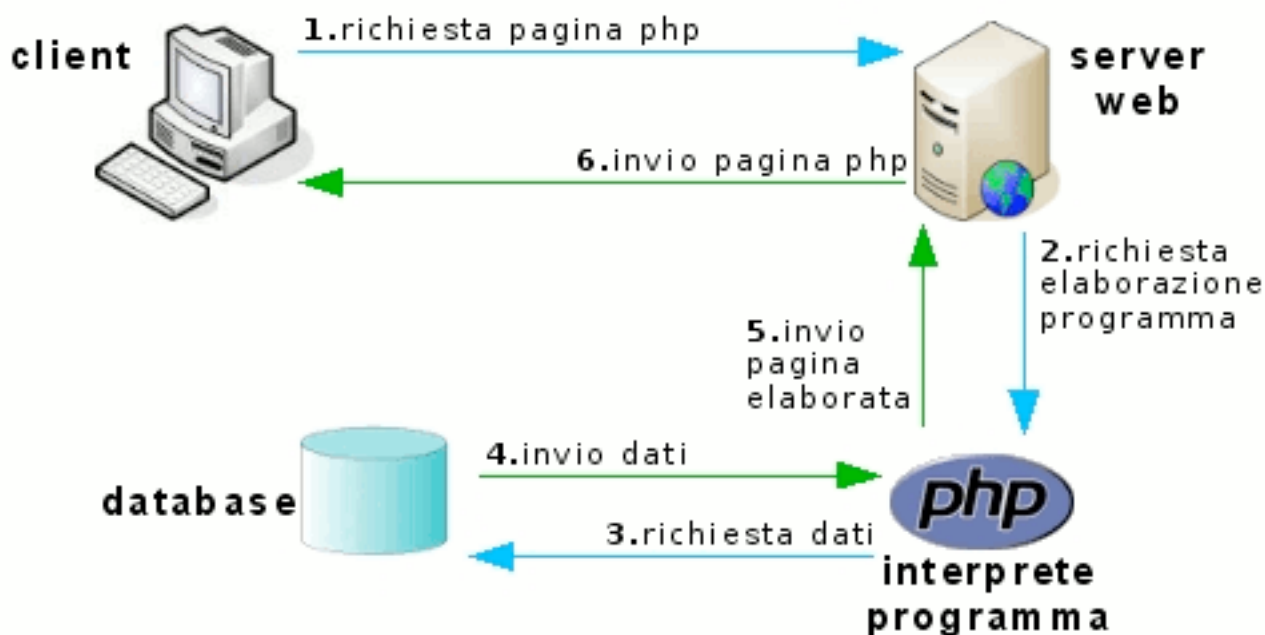 client
1.richiesta pagina php
server
web
6.invio pagina php
2.richiesta
elaborazione
programma
5.invio
pagina
elaborata
database
4.invio dati
3.richiesta dati
php
interprete
programma